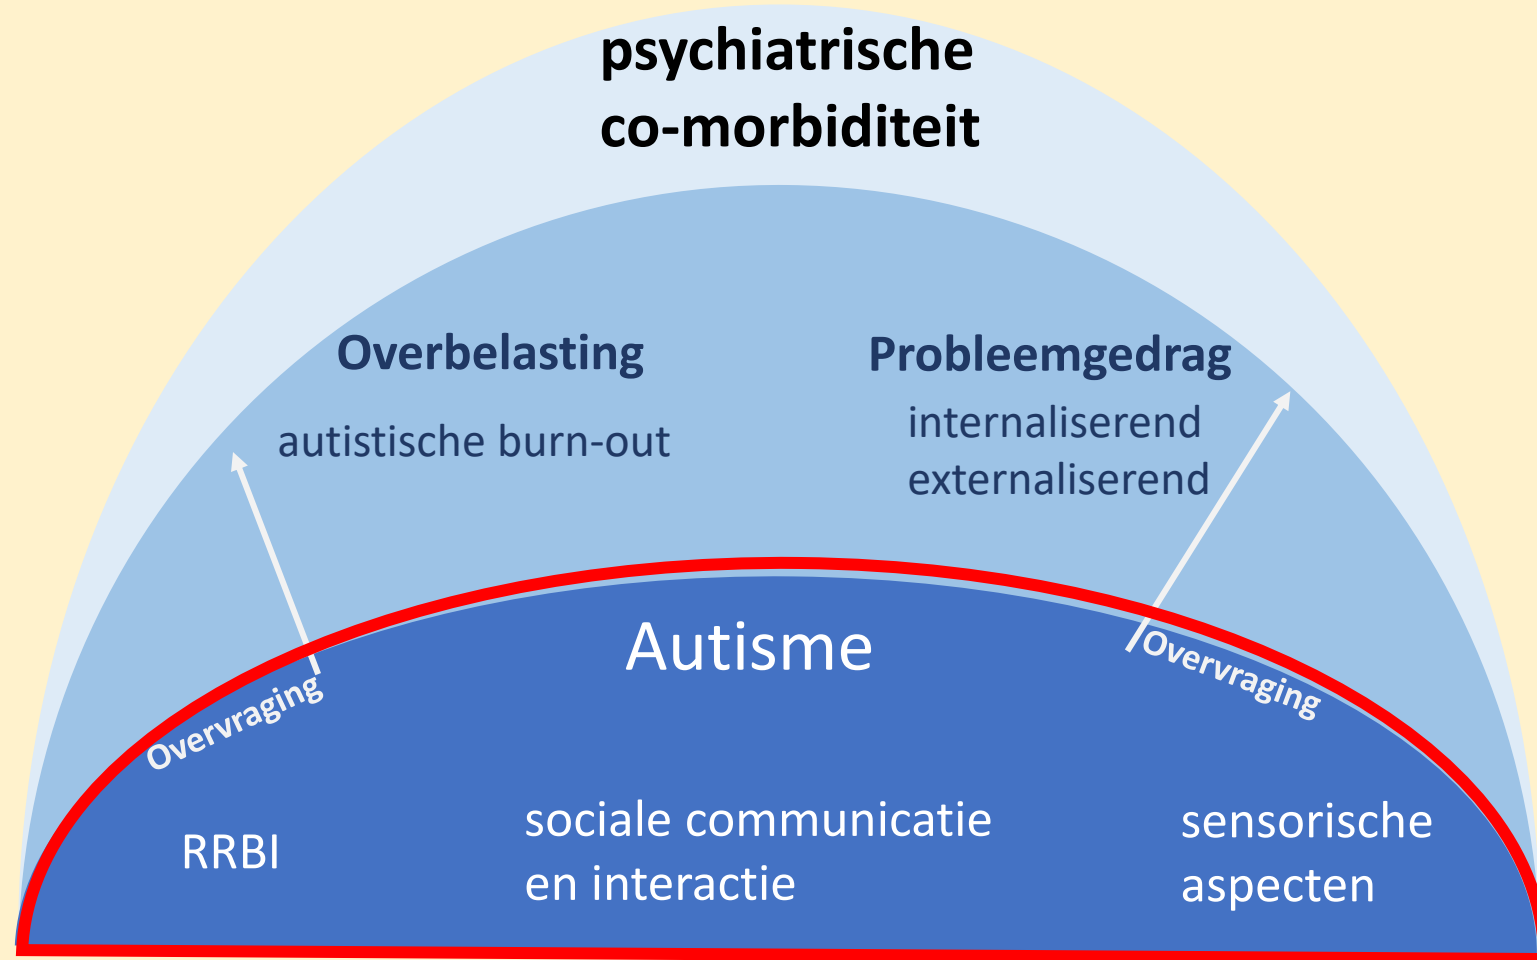 psychiatrische
co-morbiditeit
Overbelasting
autistische burn-out
Probleemgedrag
internaliserend
externaliserend
Autisme
Overvraging
Overvraging
RRBI
sociale communicatie
en interactie
sensorische
aspecten